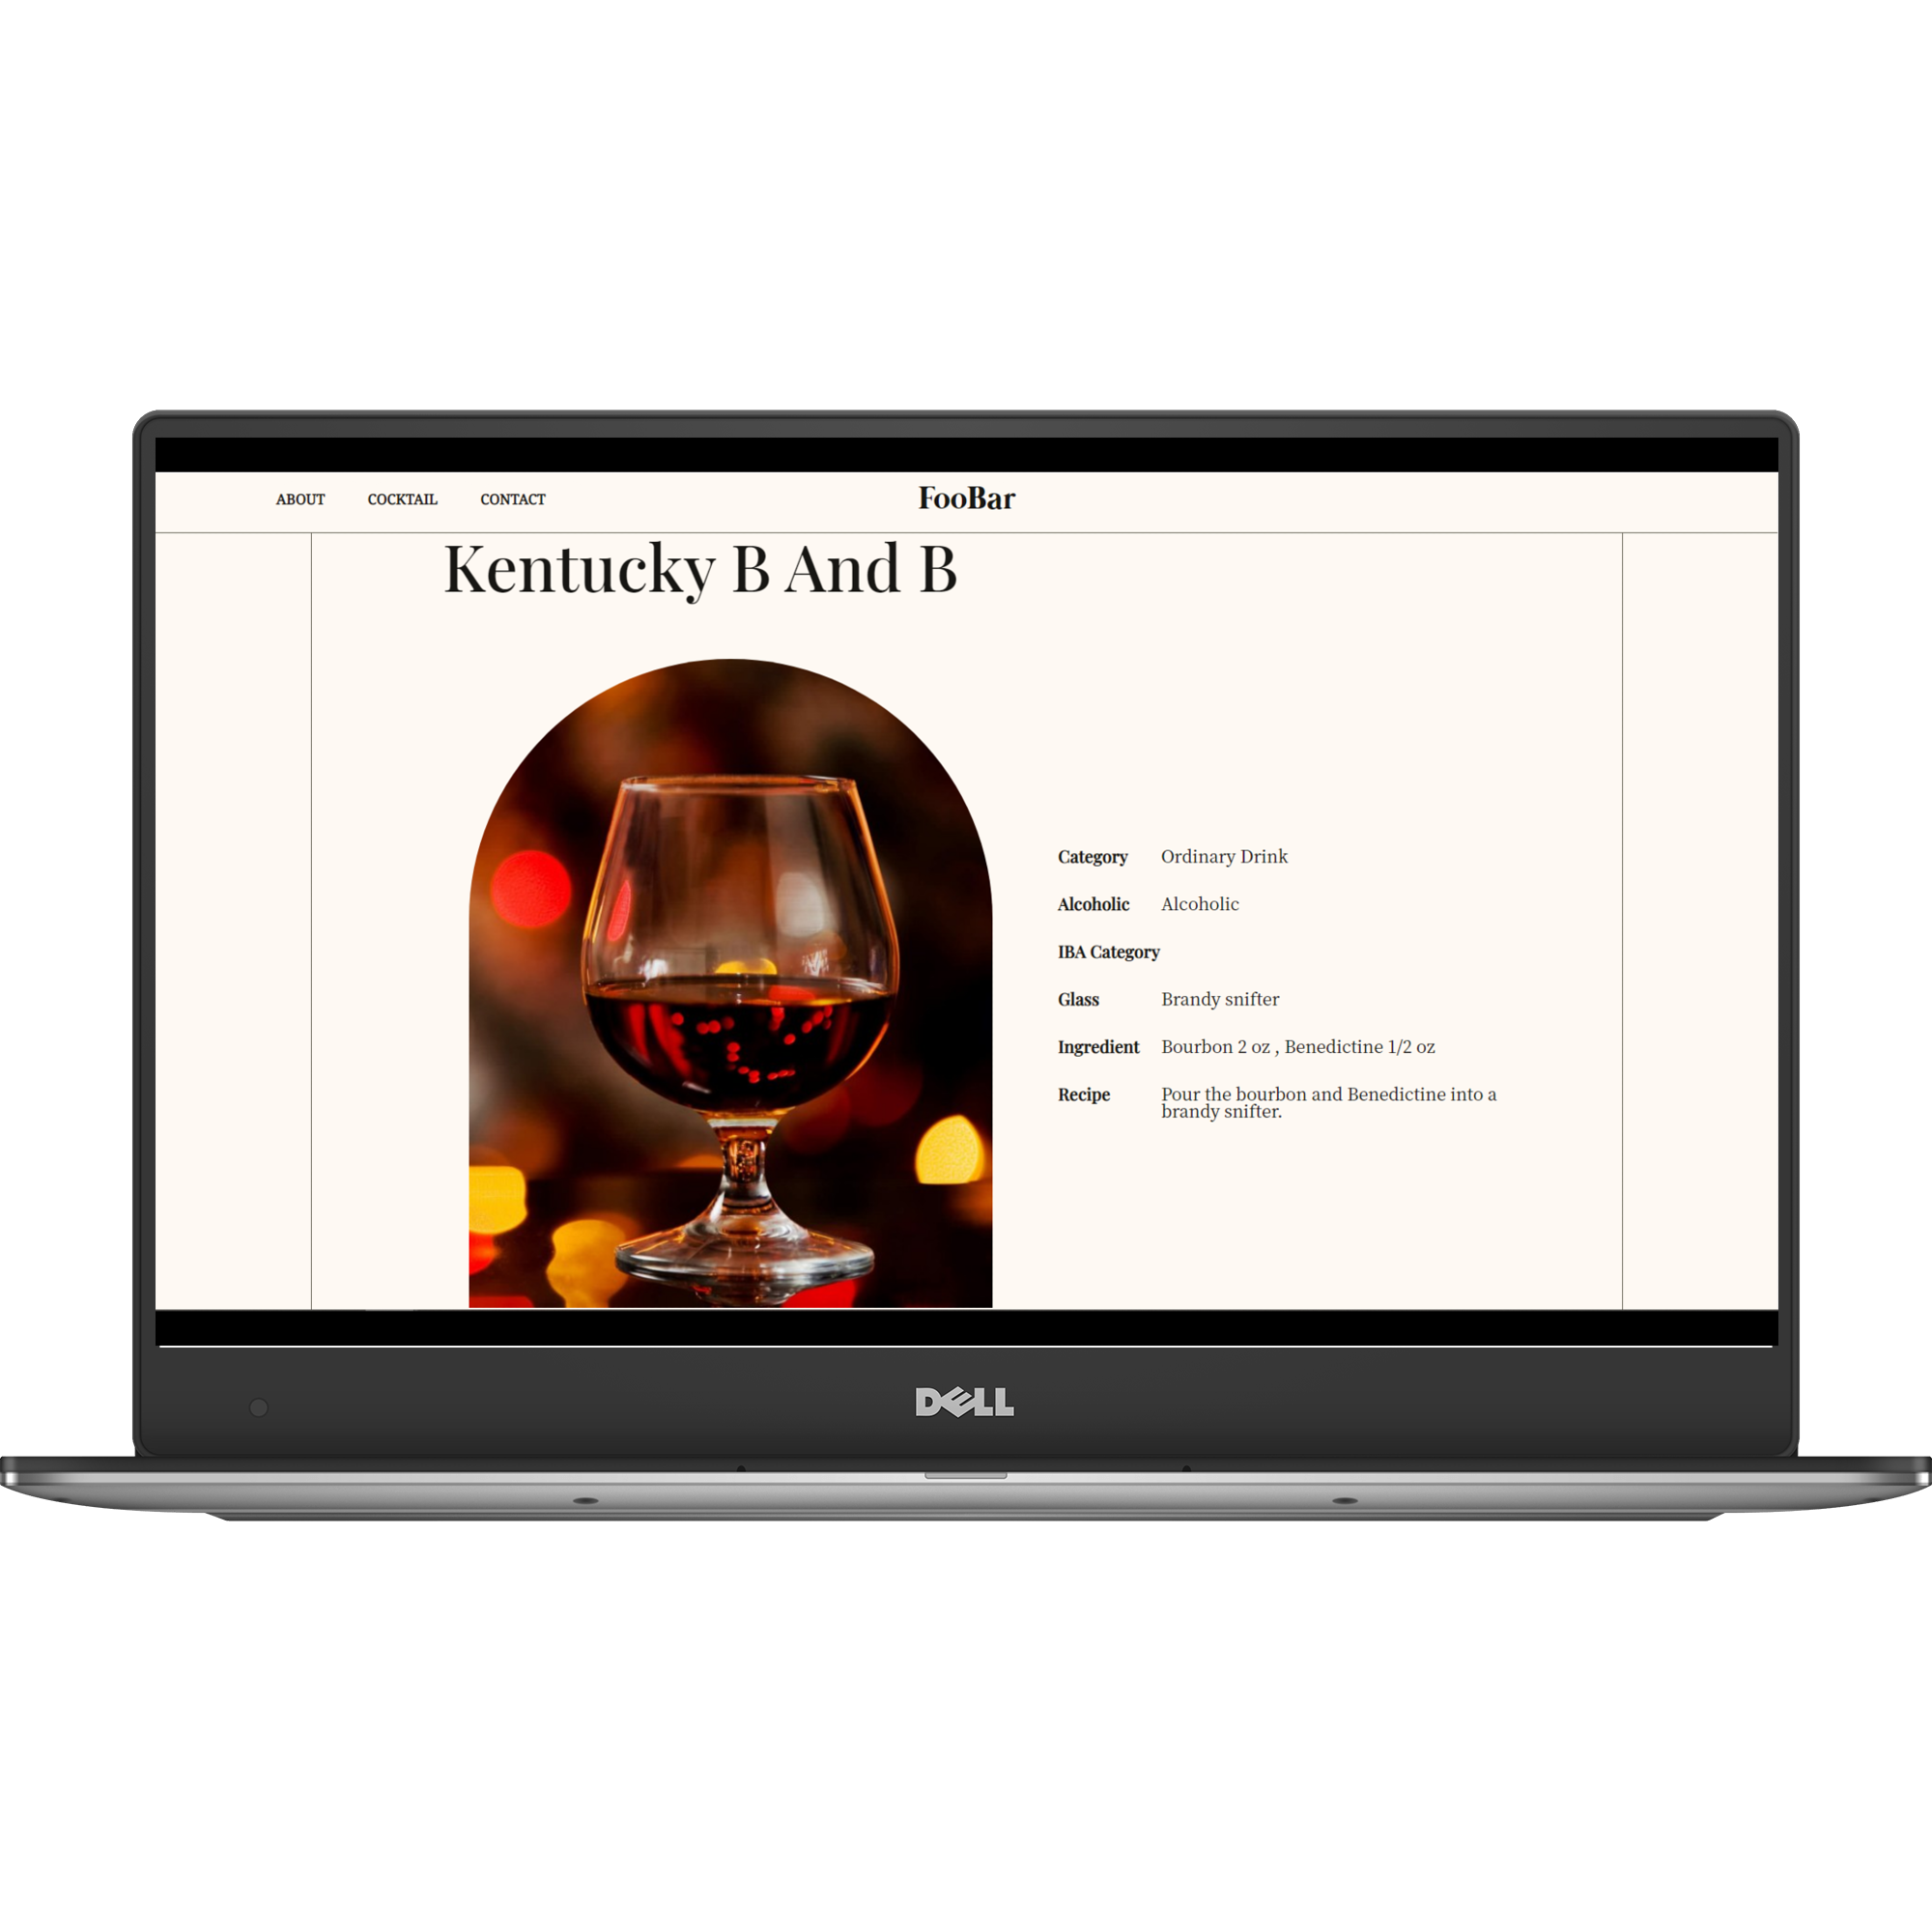 ABOUT COCKTAIL CONTACT FooBar
Kentucky B And B
Category Ordinary Drink
Alcoholic Alcoholic
IBA Category
Glass Brandy snifter
Ingredient Bourbon 2 oz , Benedictine 1/2 oz
Recipe Pour the bourbon and Benedictine into a
brandy snifter.
DELL